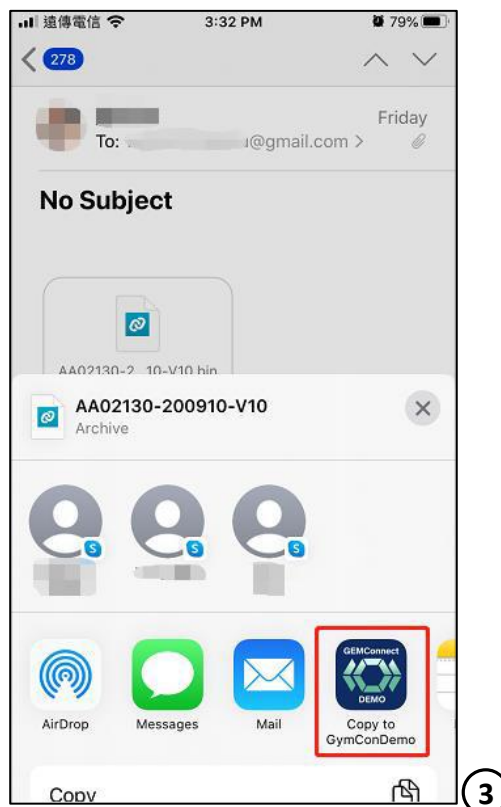 遠傳電信 3:32 PM 79%
278
Friday
To: @gmail.com >
No Subject
AA02130-2...10-V10.bin
AA02130-200910-V10
Archive
S S S
GEMConnect
DEMO
AirDrop Messages Mail Copy to
GymConDemo
Copy
3